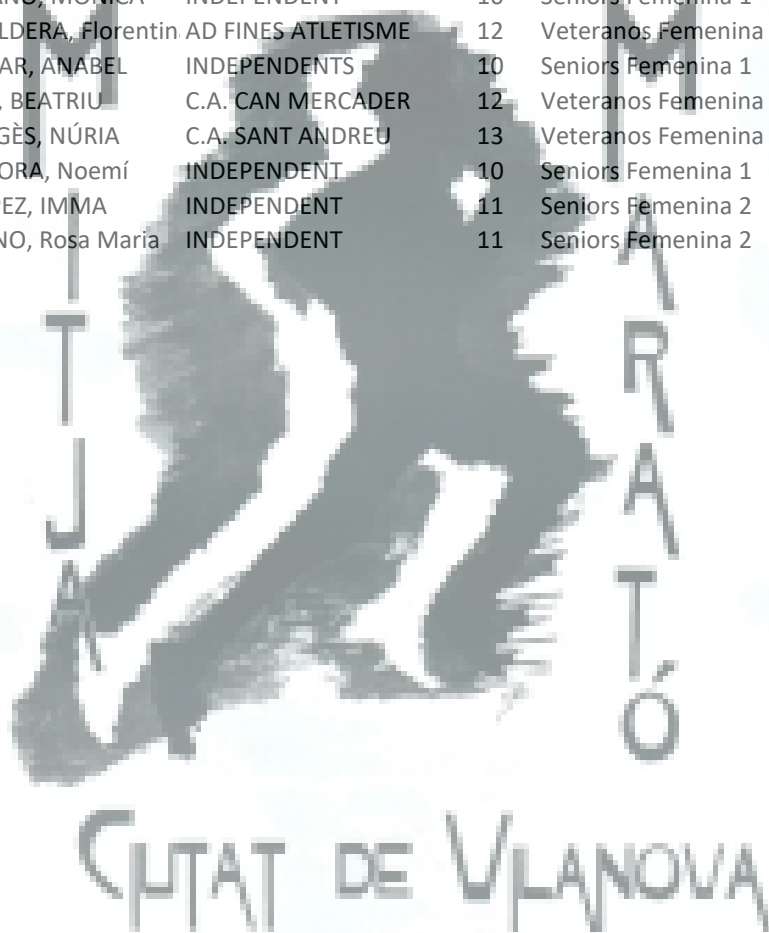 INDEPENDENT 10 Seniors Femenina 1
LDERA, Florentin AD FINES ATLETISME 12 Veteranos Femenina
AR, ANABEL INDEPENDENTS 10 Seniors Femenina 1
, BEATRIU C.A. CAN MERCADER 12 Veteranos Femenina
GÈS, NÚRIA C.A. SANT ANDREU 13 Veteranos Femenina
ORA, Noemí INDEPENDENT 10 Seniors Femenina 1
PEZ, IMMA INDEPENDENT 11 Seniors Femenina 2
NO, Rosa Maria INDEPENDENT 11 Seniors Femenina 2
MITJA
MARATÓ
CIUTAT DE VILANOVA